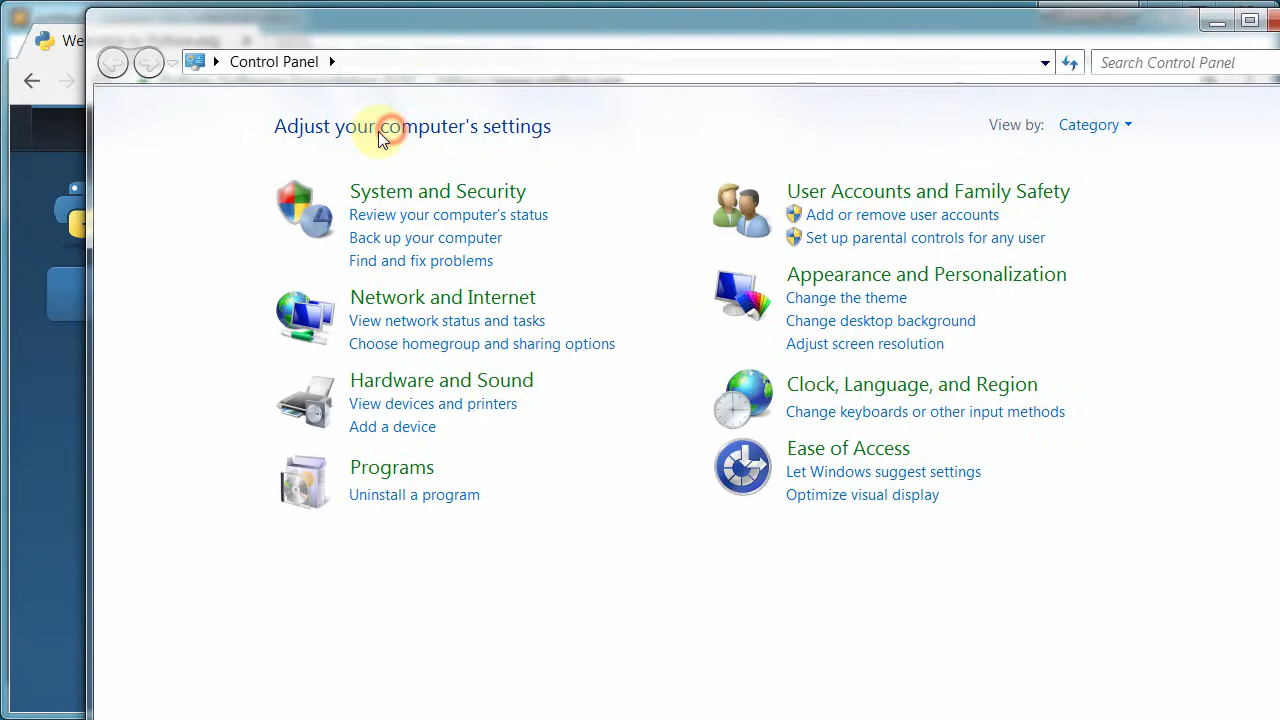 We
Control Panel
Search Control Panel
Adjust your computer's settings
View by: Category
System and Security
Review your computer's status
Back up your computer
Find and fix problems
Network and Internet
View network status and tasks
Choose homegroup and sharing options
Hardware and Sound
View devices and printers
Add a device
Programs
Uninstall a program
User Accounts and Family Safety
Add or remove user accounts
Set up parental controls for any user
Appearance and Personalization
Change the theme
Change desktop background
Adjust screen resolution
Clock, Language, and Region
Change keyboards or other input methods
Ease of Access
Let Windows suggest settings
Optimize visual display